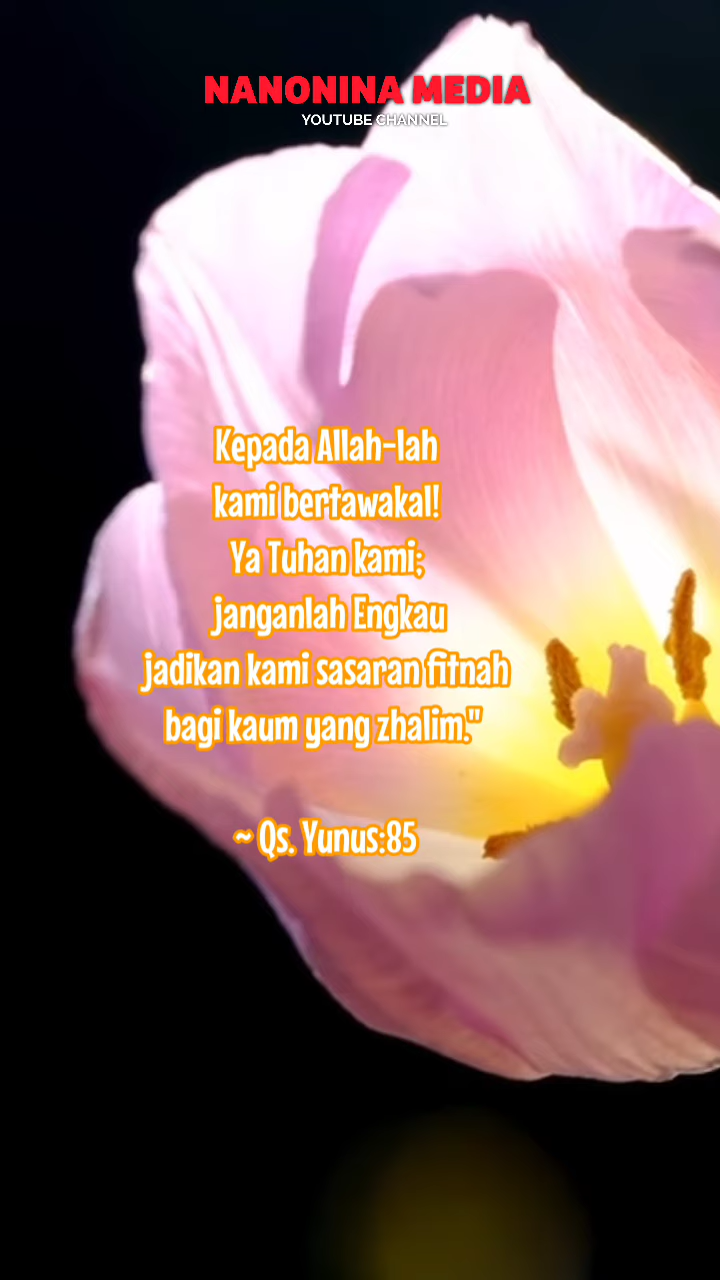 NANONINA MEDIA
YOUTUBE CHANNEL
Kepada Allah-lah
kami bertawakal!
Ya Tuhan kami;
janganlah Engkau
jadikan kami sasaran fitnah
bagi kaum yang zhalim."
~ Qs. Yunus:85